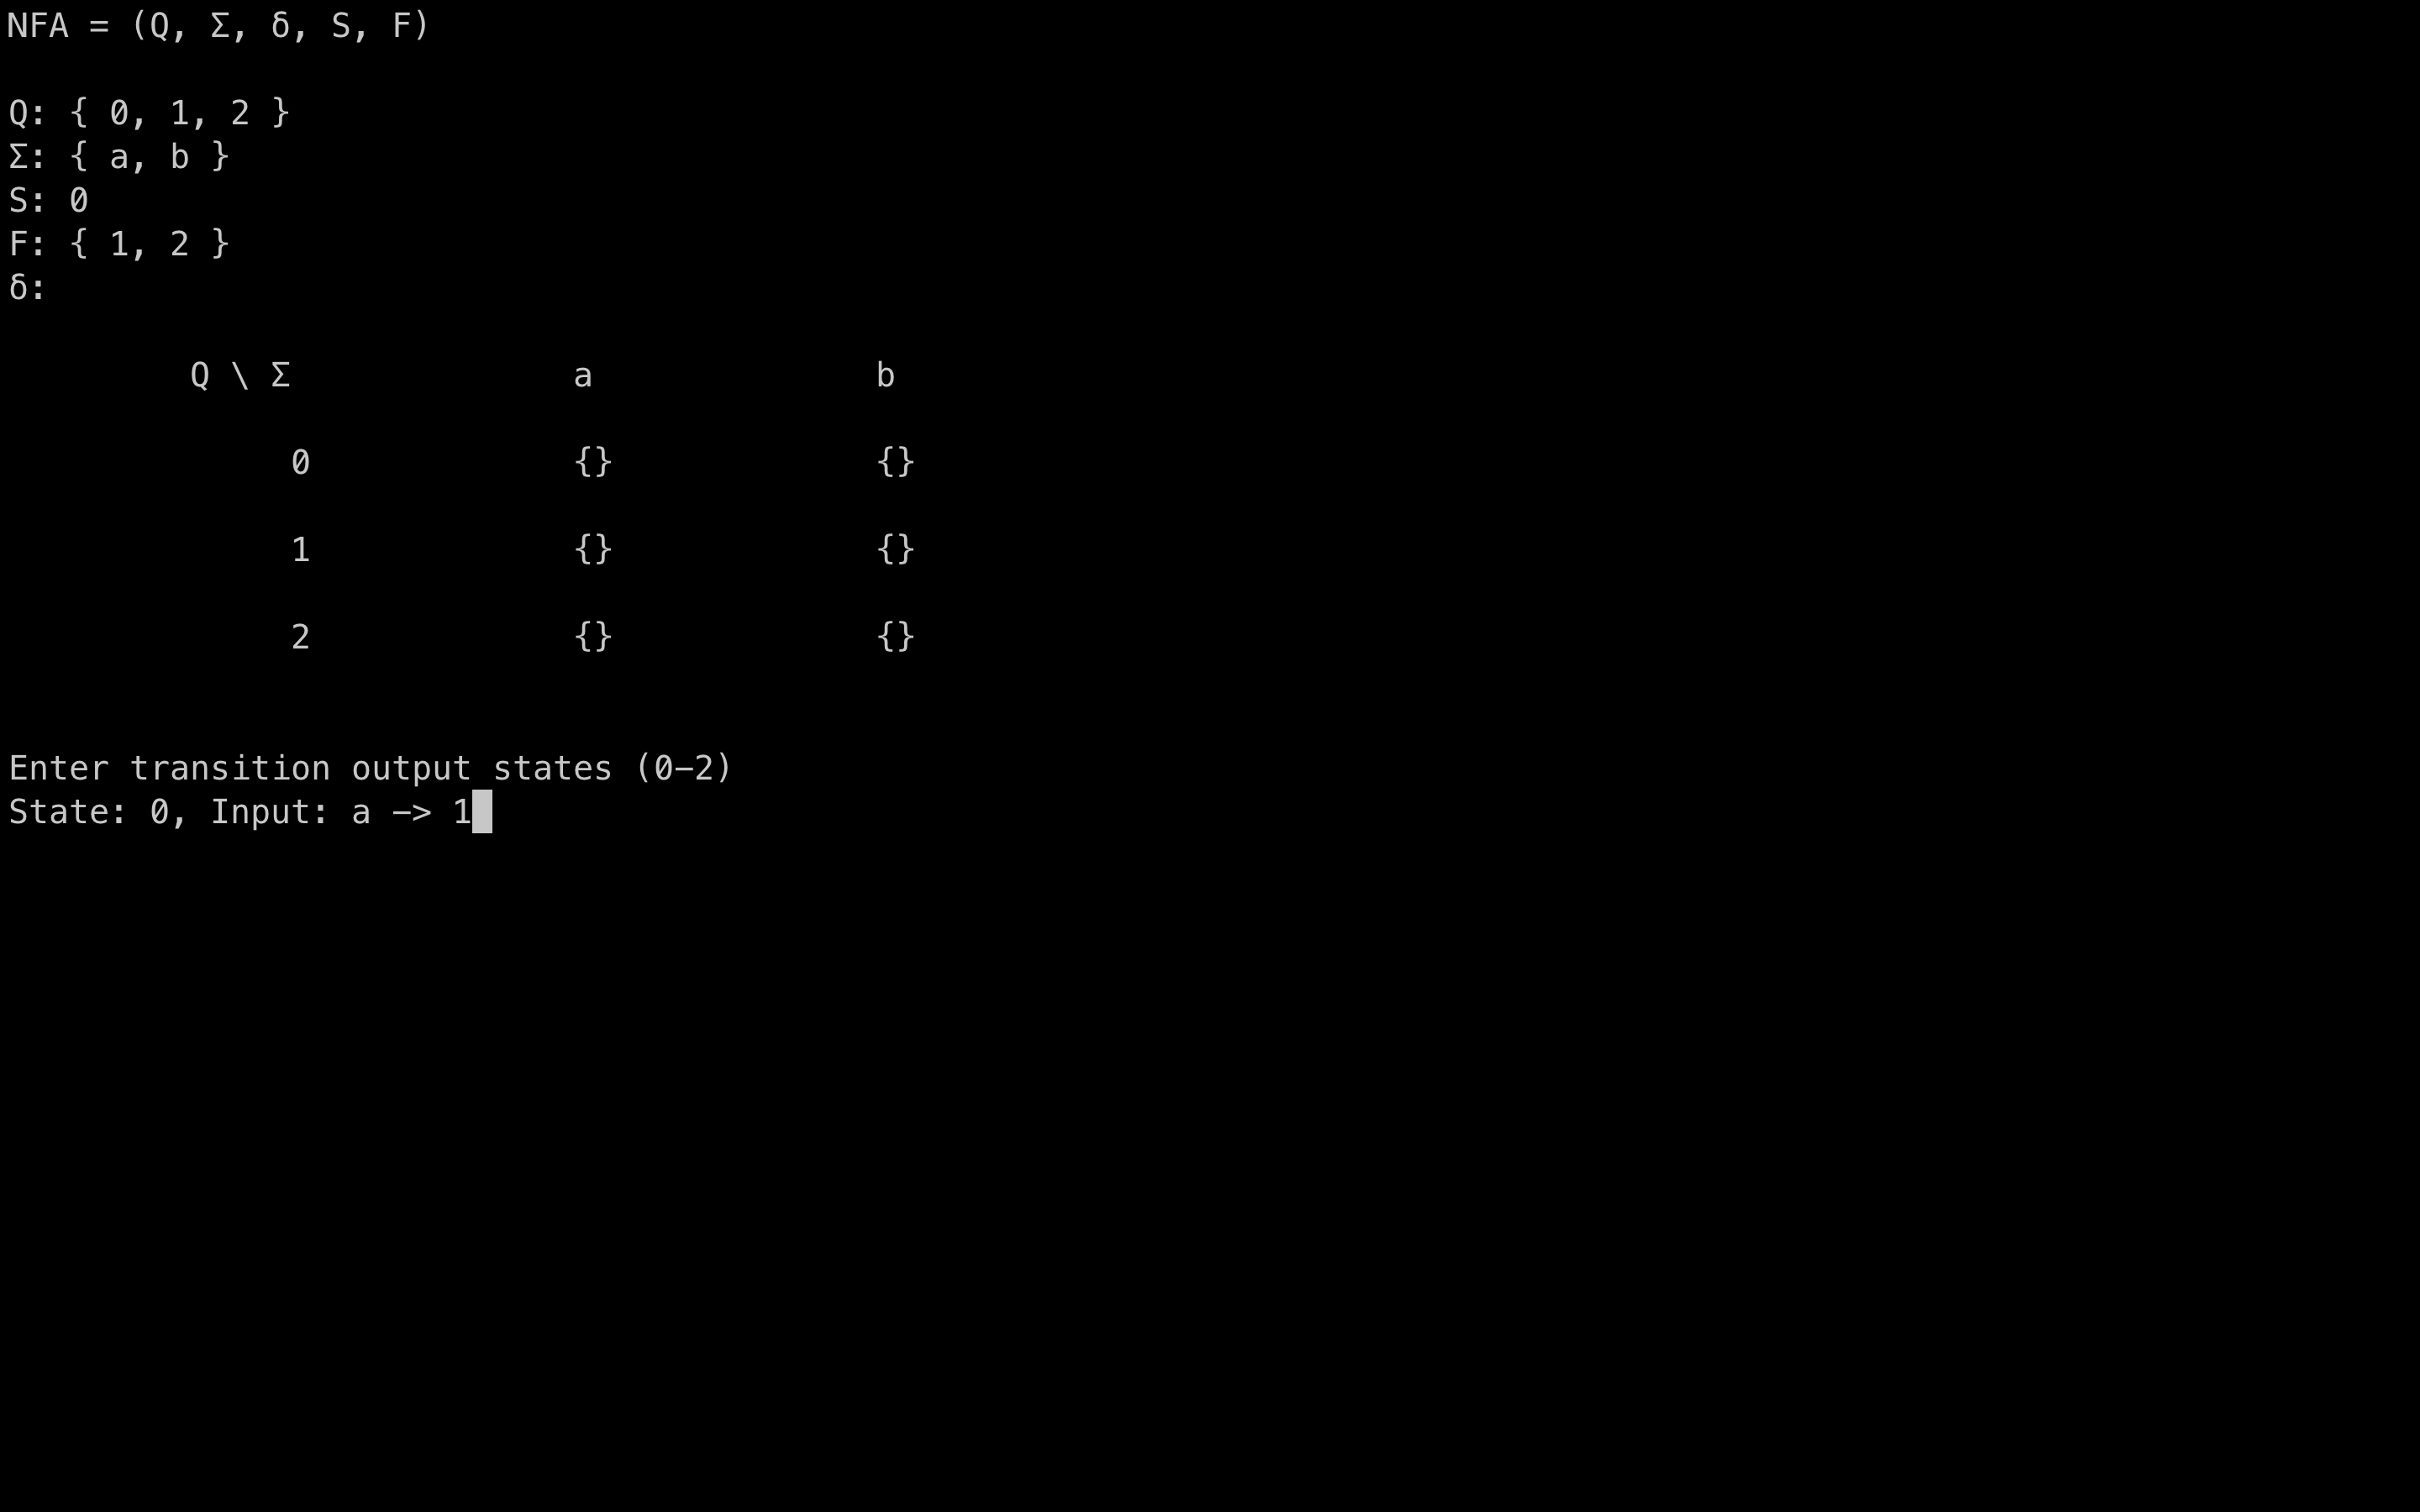 NFA = (Q, Σ, δ, S, F)
Q: { 0, 1, 2 }
Σ: { a, b }
S: 0
F: { 1, 2 }
δ:
Q \ Σ a b
0 {} {}
1 {} {}
2 {} {}
Enter transition output states (0-2)
State: 0, Input: a -> 1